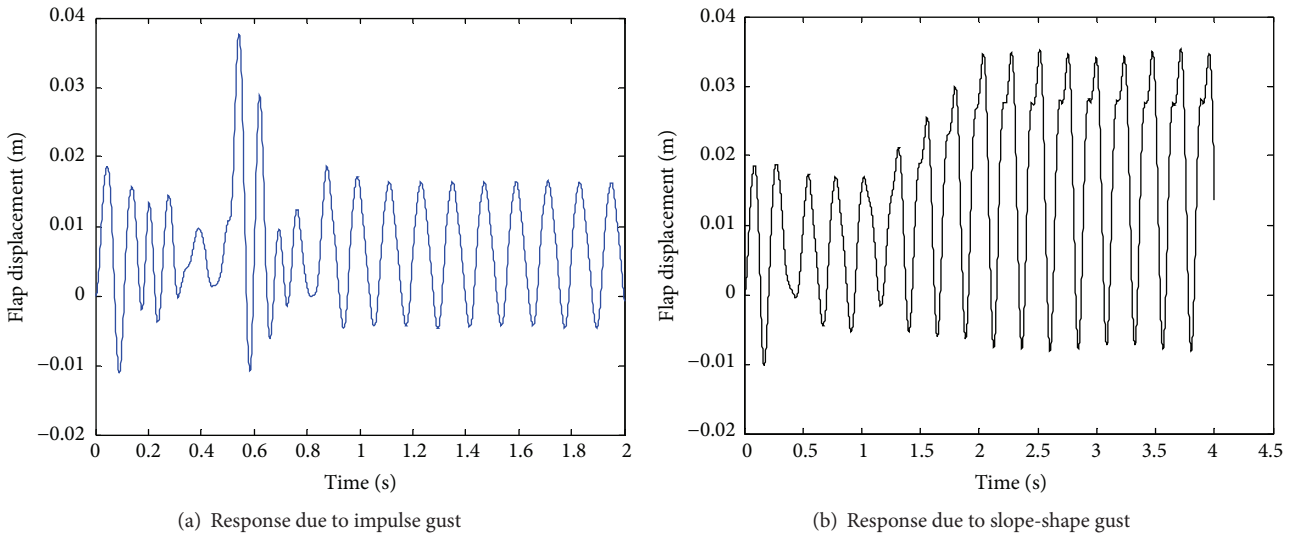 0.04
0.03
0.02
0.01
0
−0.01
−0.02
Flap displacement (m)
0 0.2 0.4 0.6 0.8 1 1.2 1.4 1.6 1.8 2
Time (s)
(a) Response due to impulse gust
0.04
0.03
0.02
0.01
0
−0.01
−0.02
Flap displacement (m)
0 0.5 1 1.5 2 2.5 3 3.5 4 4.5
Time (s)
(b) Response due to slope-shape gust